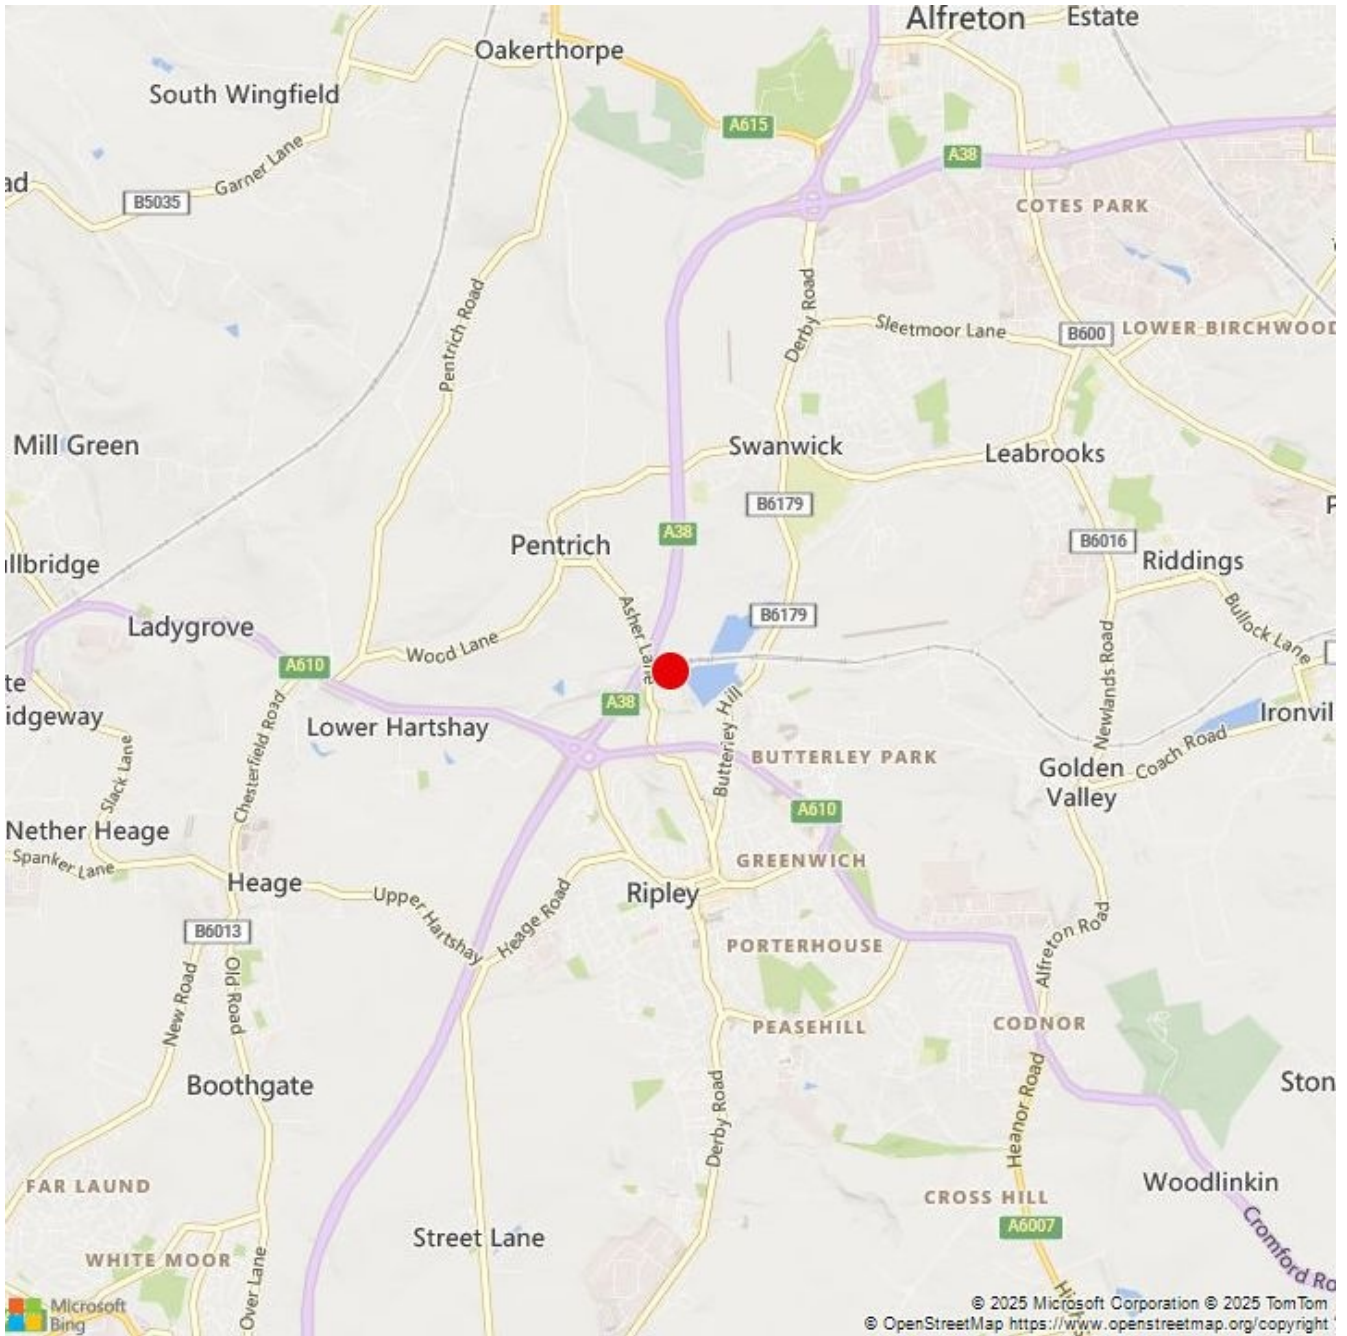 Alfreton
Estate
Oakerthorpe
South Wingfield
A615
Garner Lane
A38
ad
B5035
COTES PARK
Pentrich Road
Derby Road
Sleetmoor Lane
B600
LOWER BIRCHWOOD
Mill Green
Swanwick
Leabrooks
B6179
A38
Pentrich
B6016
Riddings
llbridge
Asher Lane
B6179
Bullock Lane
Ladygrove
Wood Lane
A610
Newlands Road
te
idgeway
A38
Ironvil
Chesterfield Road
Lower Hartshay
Butterley Hill
BUTTERLEY PARK
Coach Road
Slack Lane
Golden
Valley
A610
Nether Heage
Spanker Lane
GREENWICH
Heage
Upper Hartshay
Heage Road
Ripley
B6013
PORTERHOUSE
Alfreton Road
New Road
Old Road
PEASEHILL
CODNOR
Boothgate
Derby Road
Heanor Road
Ston
FAR LAUND
CROSS HILL
Woodlinkin
A6007
Street Lane
WHITE MOOR
Over Lane
Cromford Ro
Microsoft
Bing
© 2025 Microsoft Corporation © 2025 TomTom
© OpenStreetMap https://www.openstreetmap.org/copyright